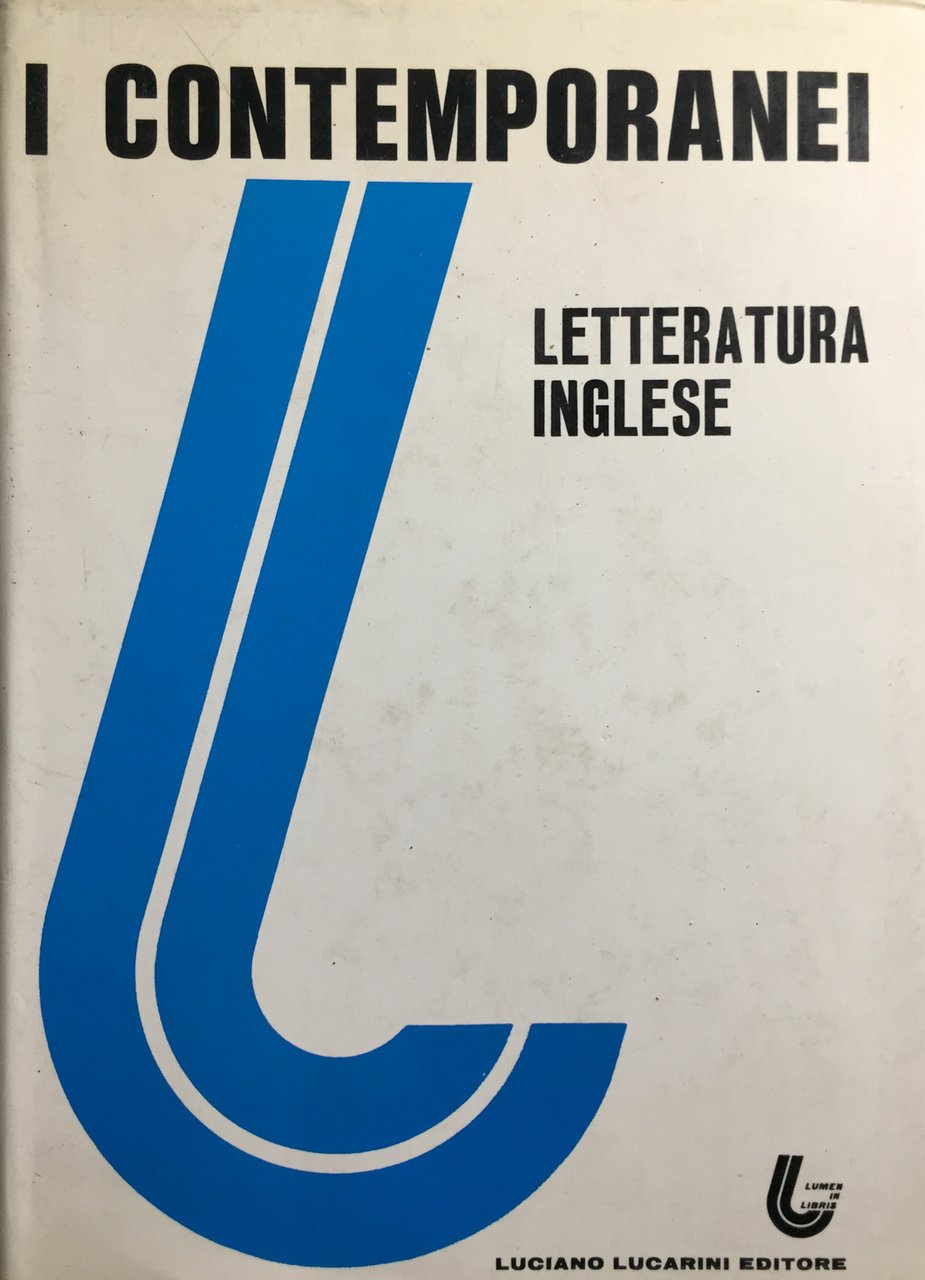 I CONTEMPORANEI
LETTERATURA
INGLESE
LUMEN
IN
LIBRIS
LUCIANO LUCARINI EDITORE